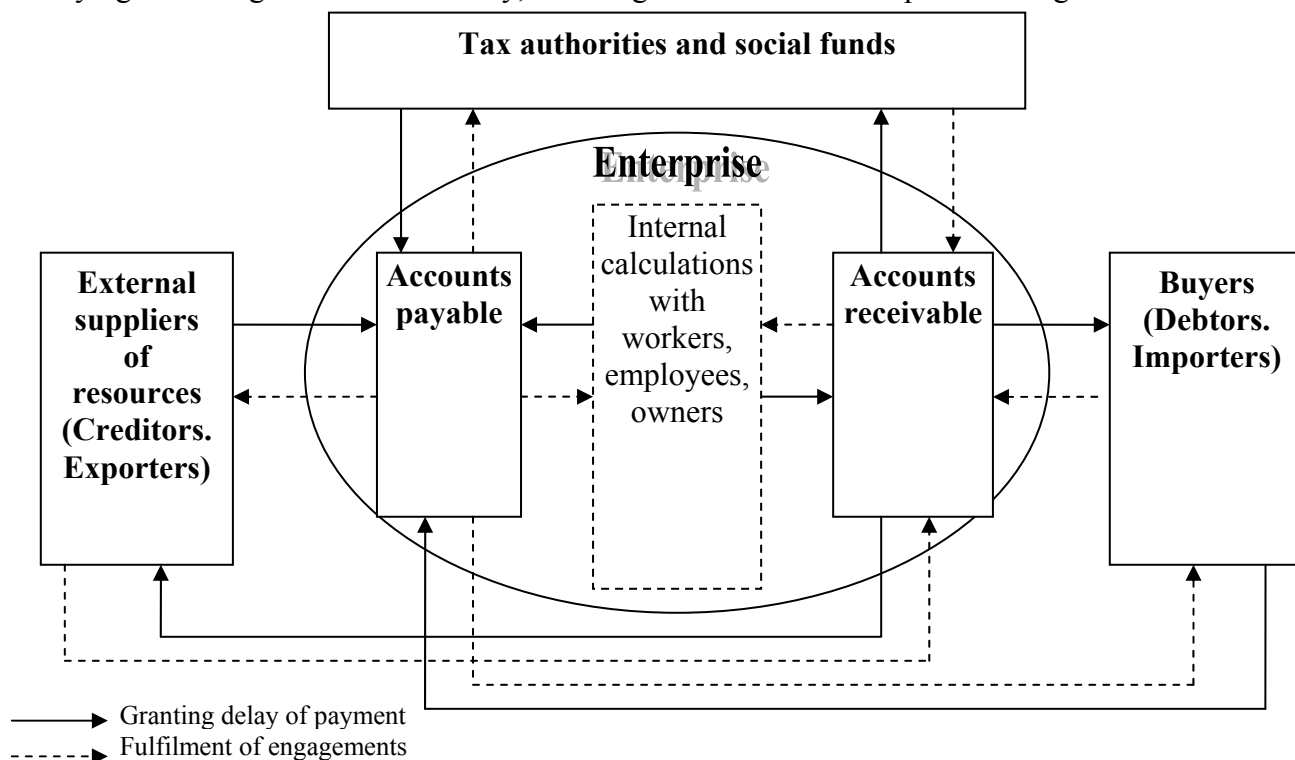 Tax authorities and social funds
Enterprise
External
suppliers
of
resources
(Creditors.
Exporters)
Accounts
payable
Internal
calculations
with
workers,
employees,
owners
Accounts
receivable
Buyers
(Debtors.
Importers)
Granting delay of payment
Fulfilment of engagements